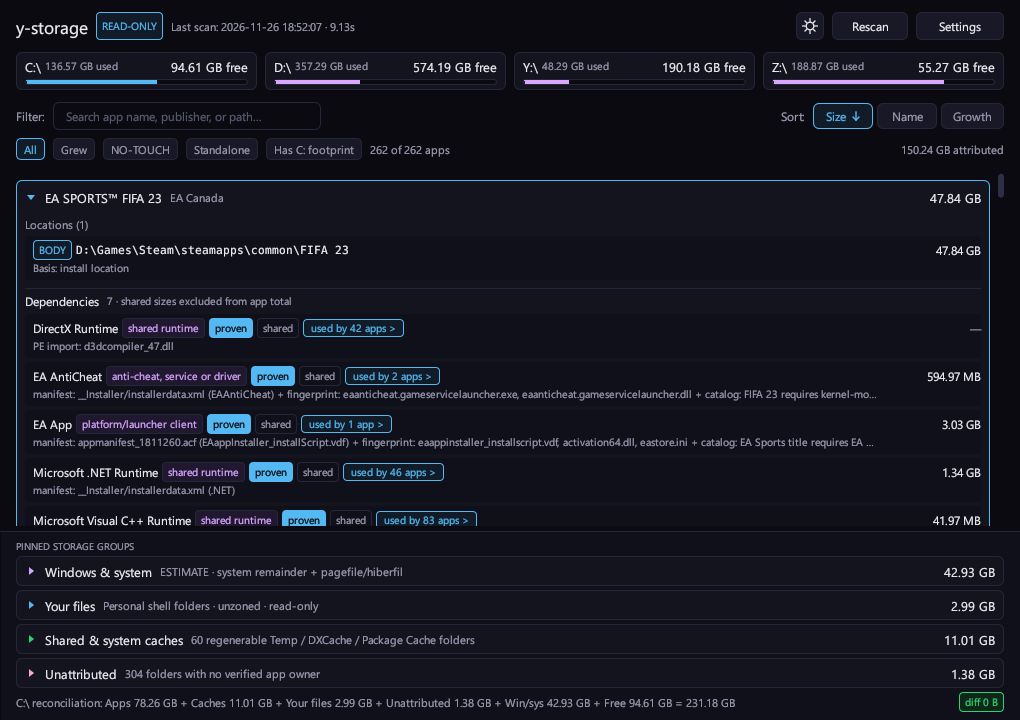 y-storage READ-ONLY Last scan: 2026-11-26 18:52:07 · 9.13s Rescan Settings
C:\ 136.57 GB used 94.61 GB free D:\ 357.29 GB used 574.19 GB free Y:\ 48.29 GB used 190.18 GB free Z:\ 188.87 GB used 55.27 GB free
Filter: Search app name, publisher, or path... Sort: Size ↓ Name Growth
All Grew NO-TOUCH Standalone Has C: footprint 262 of 262 apps 150.24 GB attributed
EA SPORTS™ FIFA 23 EA Canada 47.84 GB
Locations (1)
BODY D:\Games\Steam\steamapps\common\FIFA 23 47.84 GB
Basis: install location
Dependencies 7 · shared sizes excluded from app total
DirectX Runtime shared runtime proven shared used by 42 apps > —
PE import: d3dcompiler_47.dll
EA AntiCheat anti-cheat, service or driver proven shared used by 2 apps > 594.97 MB
manifest: __Installer/installerdata.xml (EAAntiCheat) + fingerprint: eaanticheat.gameservicelauncher.exe, eaanticheat.gameservicelauncher.dll + catalog: FIFA 23 requires kernel-mo...
EA App platform/launcher client proven shared used by 1 app > 3.03 GB
manifest: appmanifest_1811260.acf (EAappInstaller_installScript.vdf) + fingerprint: eaappinstaller_installscript.vdf, activation64.dll, eastore.ini + catalog: EA Sports title requires EA ...
Microsoft .NET Runtime shared runtime proven shared used by 46 apps > 1.34 GB
manifest: __Installer/installerdata.xml (.NET)
Microsoft Visual C++ Runtime shared runtime proven shared used by 83 apps > 41.97 MB
PINNED STORAGE GROUPS
Windows & system ESTIMATE · system remainder + pagefile/hiberfil 42.93 GB
Your files Personal shell folders · unzoned · read-only 2.99 GB
Shared & system caches 60 regenerable Temp / DXCache / Package Cache folders 11.01 GB
Unattributed 304 folders with no verified app owner 1.38 GB
C:\ reconciliation: Apps 78.26 GB + Caches 11.01 GB + Your files 2.99 GB + Unattributed 1.38 GB + Win/sys 42.93 GB + Free 94.61 GB = 231.18 GB diff 0 B